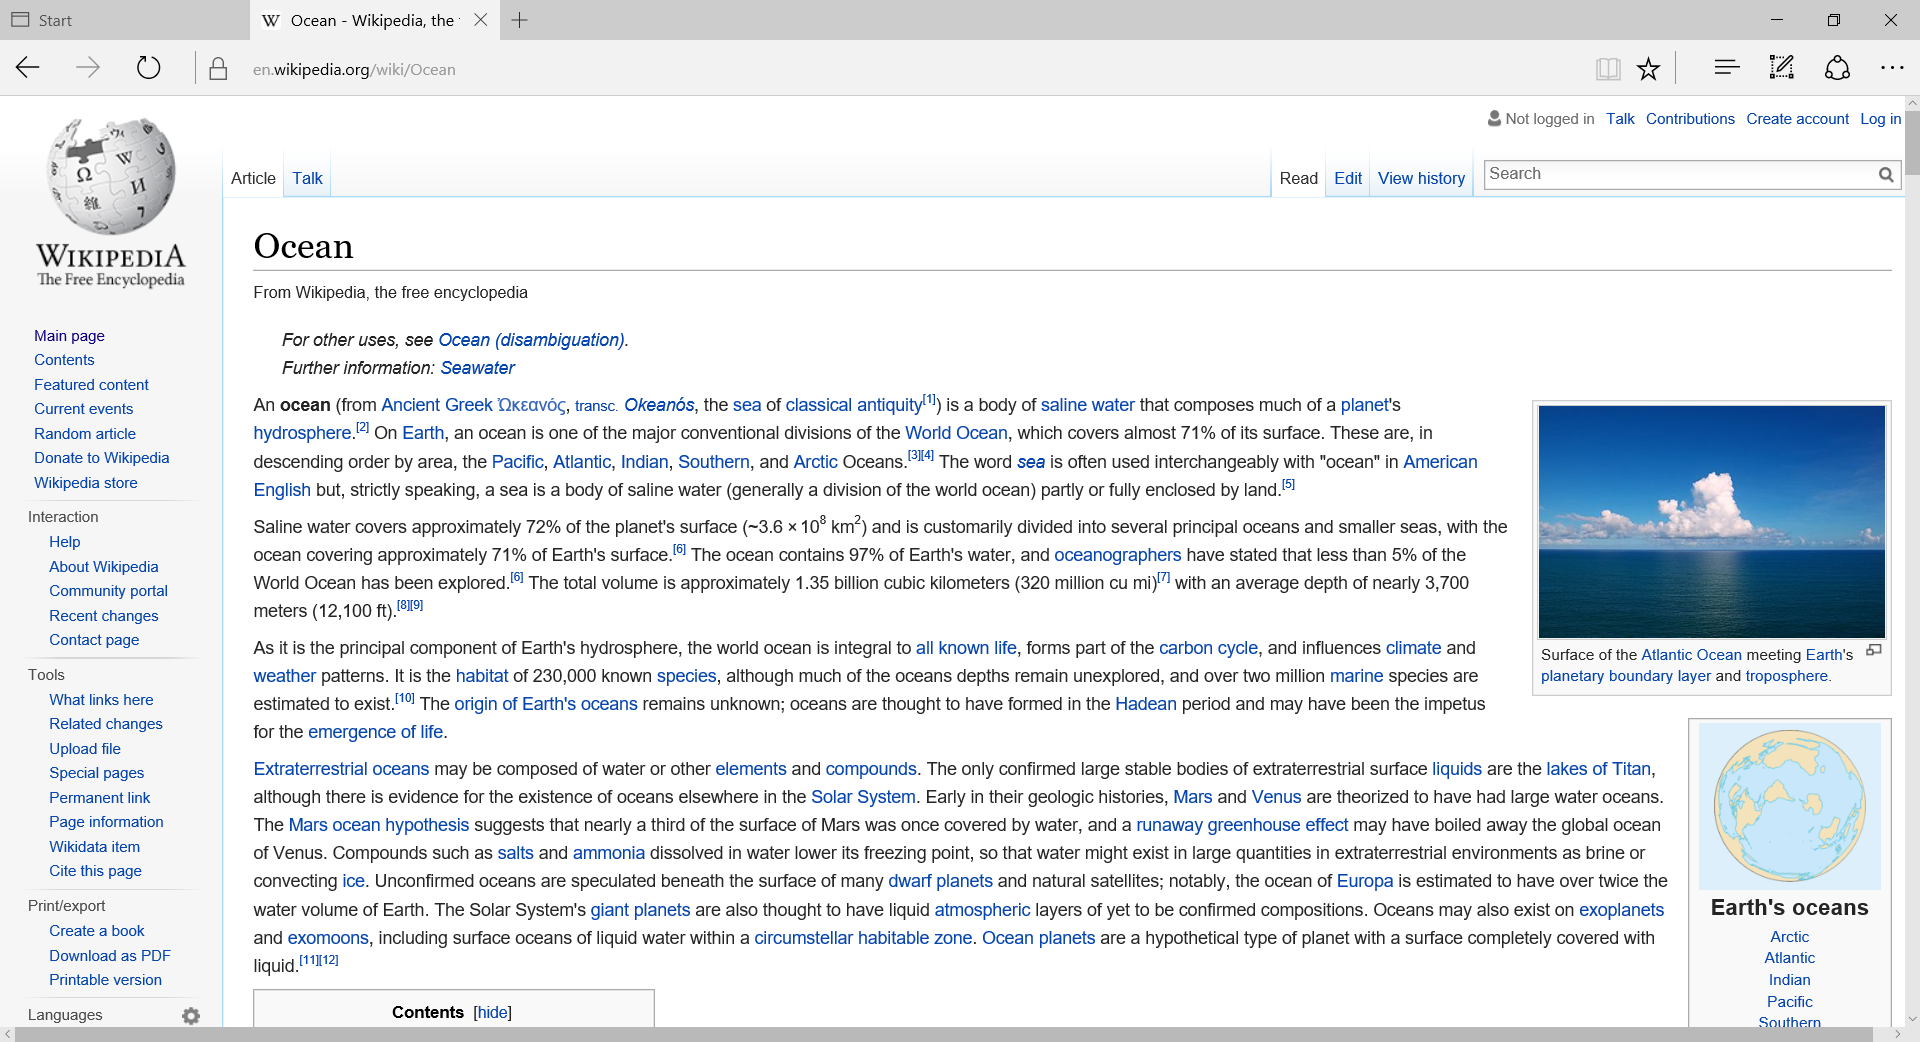 Start
Ocean - Wikipedia, the
en.wikipedia.org/wiki/Ocean
Not logged in Talk Contributions Create account Log in
Article Talk
Read Edit View history
Search
WIKIPEDIA
The Free Encyclopedia
Main page
Contents
Featured content
Current events
Random article
Donate to Wikipedia
Wikipedia store
Interaction
Help
About Wikipedia
Community portal
Recent changes
Contact page
Tools
What links here
Related changes
Upload file
Special pages
Permanent link
Page information
Wikidata item
Cite this page
Print/export
Create a book
Download as PDF
Printable version
Languages
Ocean
From Wikipedia, the free encyclopedia
For other uses, see Ocean (disambiguation).
Further information: Seawater
An ocean (from Ancient Greek Ὠκεανός, transc. Okeanós, the sea of classical antiquity[1]) is a body of saline water that composes much of a planet's
hydrosphere.[2] On Earth, an ocean is one of the major conventional divisions of the World Ocean, which covers almost 71% of its surface. These are, in
descending order by area, the Pacific, Atlantic, Indian, Southern, and Arctic Oceans.[3][4] The word sea is often used interchangeably with "ocean" in American
English but, strictly speaking, a sea is a body of saline water (generally a division of the world ocean) partly or fully enclosed by land.[5]
Saline water covers approximately 72% of the planet's surface (~3.6 × 10⁸ km²) and is customarily divided into several principal oceans and smaller seas, with the
ocean covering approximately 71% of Earth's surface.[6] The ocean contains 97% of Earth's water, and oceanographers have stated that less than 5% of the
World Ocean has been explored.[6] The total volume is approximately 1.35 billion cubic kilometers (320 million cu mi)[7] with an average depth of nearly 3,700
meters (12,100 ft).[8][9]
As it is the principal component of Earth's hydrosphere, the world ocean is integral to all known life, forms part of the carbon cycle, and influences climate and
weather patterns. It is the habitat of 230,000 known species, although much of the oceans depths remain unexplored, and over two million marine species are
estimated to exist.[10] The origin of Earth's oceans remains unknown; oceans are thought to have formed in the Hadean period and may have been the impetus
for the emergence of life.
Extraterrestrial oceans may be composed of water or other elements and compounds. The only confirmed large stable bodies of extraterrestrial surface liquids are the lakes of Titan,
although there is evidence for the existence of oceans elsewhere in the Solar System. Early in their geologic histories, Mars and Venus are theorized to have had large water oceans.
The Mars ocean hypothesis suggests that nearly a third of the surface of Mars was once covered by water, and a runaway greenhouse effect may have boiled away the global ocean
of Venus. Compounds such as salts and ammonia dissolved in water lower its freezing point, so that water might exist in large quantities in extraterrestrial environments as brine or
convecting ice. Unconfirmed oceans are speculated beneath the surface of many dwarf planets and natural satellites; notably, the ocean of Europa is estimated to have over twice the
water volume of Earth. The Solar System's giant planets are also thought to have liquid atmospheric layers of yet to be confirmed compositions. Oceans may also exist on exoplanets
and exomoons, including surface oceans of liquid water within a circumstellar habitable zone. Ocean planets are a hypothetical type of planet with a surface completely covered with
liquid.[11][12]
Contents [hide]
Surface of the Atlantic Ocean meeting Earth's
planetary boundary layer and troposphere.
Earth's oceans
Arctic
Atlantic
Indian
Pacific
Southern